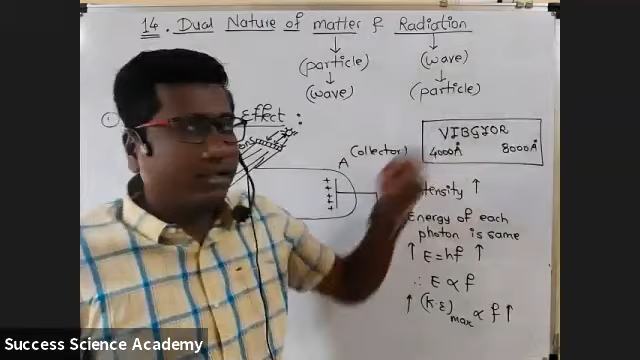 14. Dual Nature of matter & Radiation
(particle)
(wave)
(wave)
(particle)
1 Effect :
A
(collector)
VIBGYOR
4000Å 8000Å
tensity ↑
Energy of each
photon is same
↑ E=hf ↑
∴ E ∝ f
↑ (K.E)max ∝ f ↑
Success Science Academy